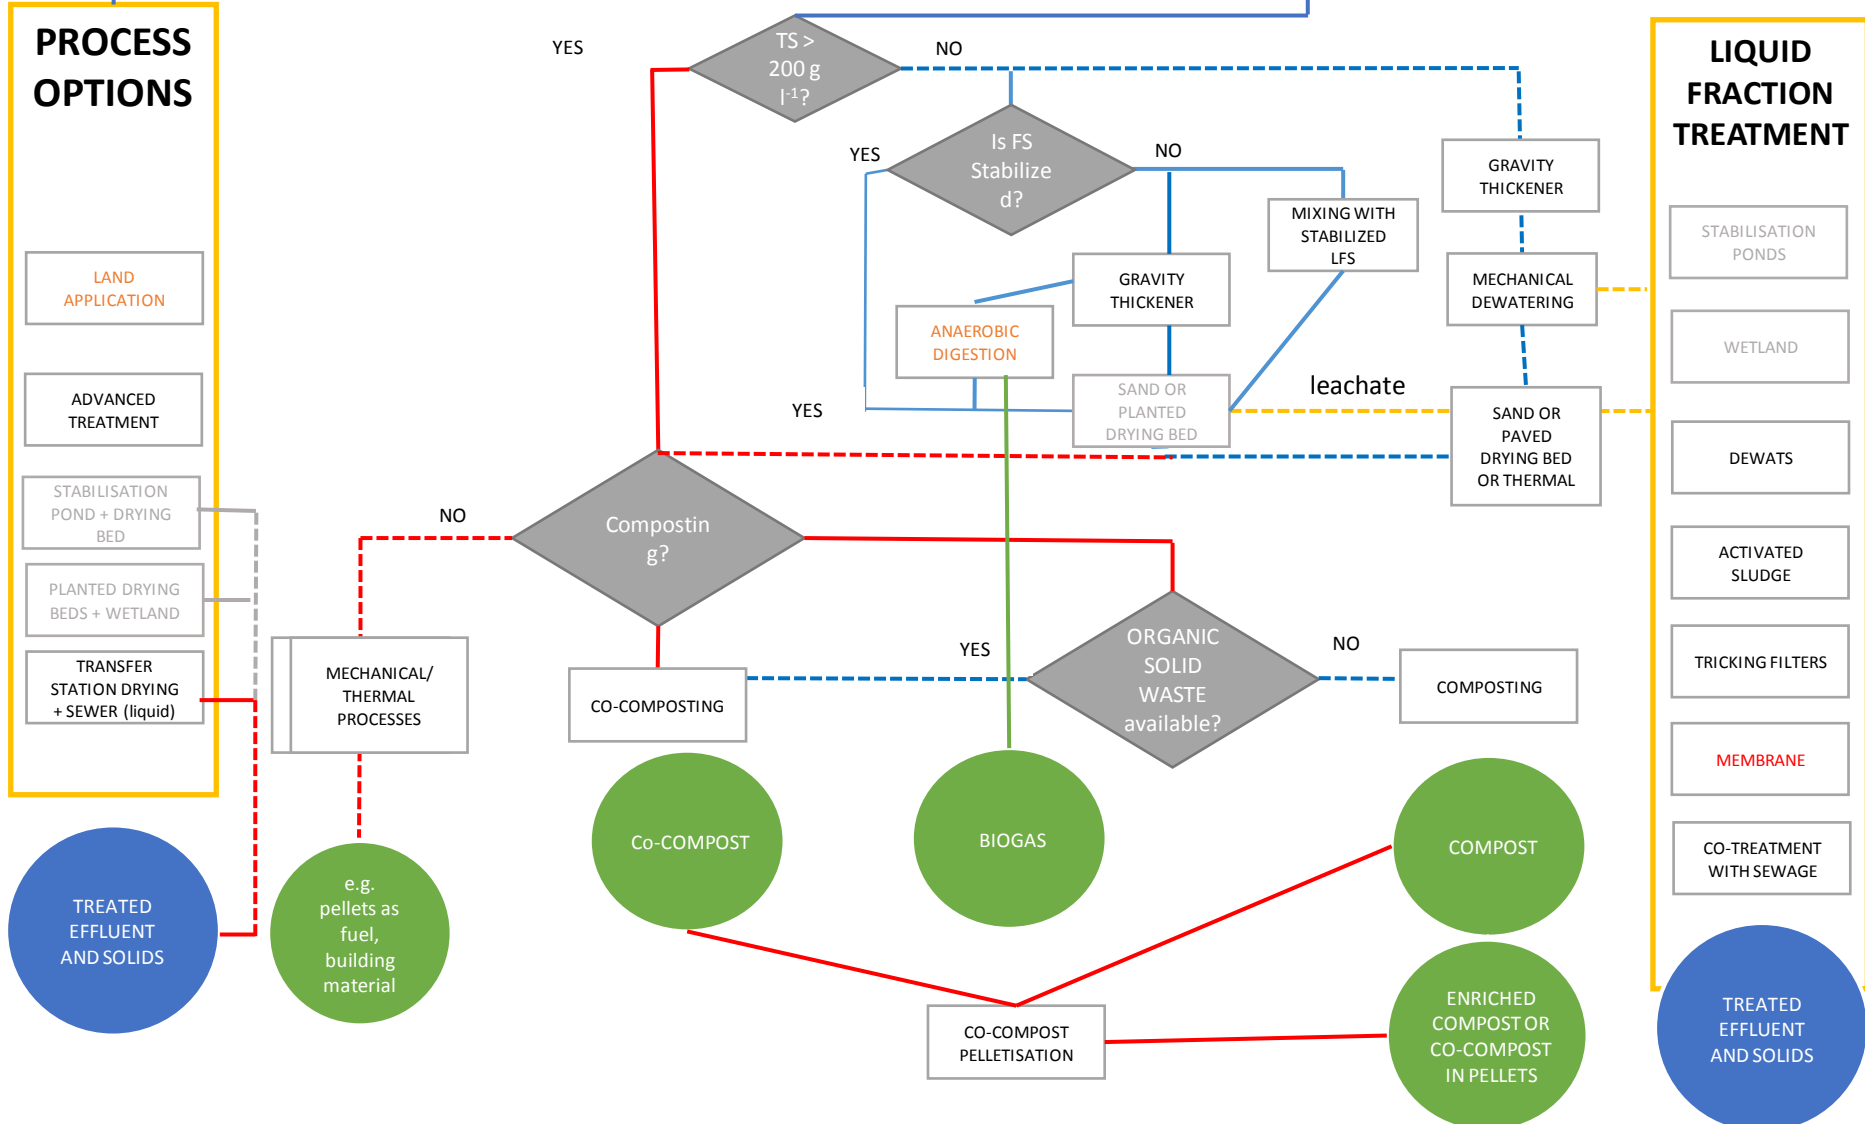 PROCESS
OPTIONS
LAND
APPLICATION
ADVANCED
TREATMENT
STABILISATION
POND + DRYING
BED
PLANTED DRYING
BEDS + WETLAND
TRANSFER
STATION DRYING
+ SEWER (liquid)
TREATED
EFFLUENT
AND SOLIDS
YES
TS >
200 g
l-1?
NO
YES
Is FS
Stabilize
d?
NO
GRAVITY
THICKENER
MIXING WITH
STABILIZED
LFS
GRAVITY
THICKENER
MECHANICAL
DEWATERING
ANAEROBIC
DIGESTION
YES
SAND OR
PLANTED
DRYING BED
leachate
SAND OR
PAVED
DRYING BED
OR THERMAL
NO
Compostin
g?
MECHANICAL/
THERMAL
PROCESSES
YES
ORGANIC
SOLID
WASTE
available?
NO
CO-COMPOSTING
COMPOSTING
e.g.
pellets as
fuel,
building
material
Co-COMPOST
BIOGAS
COMPOST
CO-COMPOST
PELLETISATION
ENRICHED
COMPOST OR
CO-COMPOST
IN PELLETS
LIQUID
FRACTION
TREATMENT
STABILISATION
PONDS
WETLAND
DEWATS
ACTIVATED
SLUDGE
TRICKING FILTERS
MEMBRANE
CO-TREATMENT
WITH SEWAGE
TREATED
EFFLUENT
AND SOLIDS